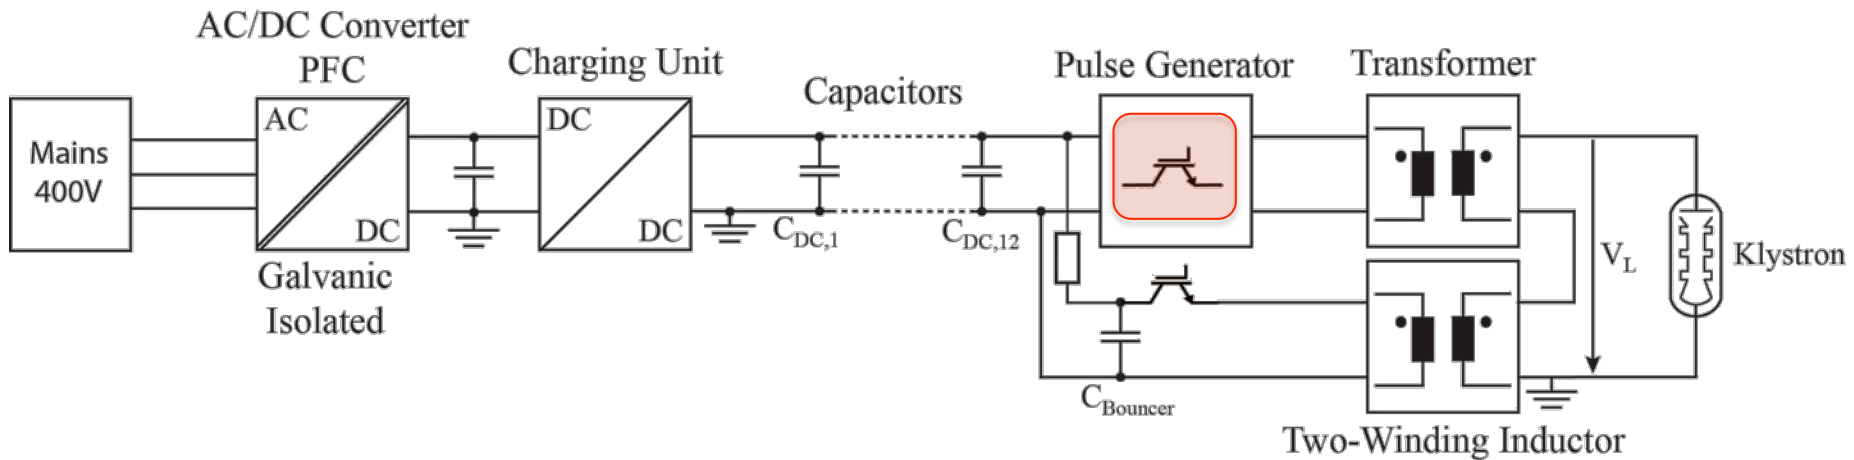 AC/DC Converter
PFC
Charging Unit
Capacitors
Pulse Generator
Transformer
Mains
400V
AC
DC
DC
DC
C_DC,1
C_DC,12
V_L
Klystron
Galvanic
Isolated
C_Bouncer
Two-Winding Inductor